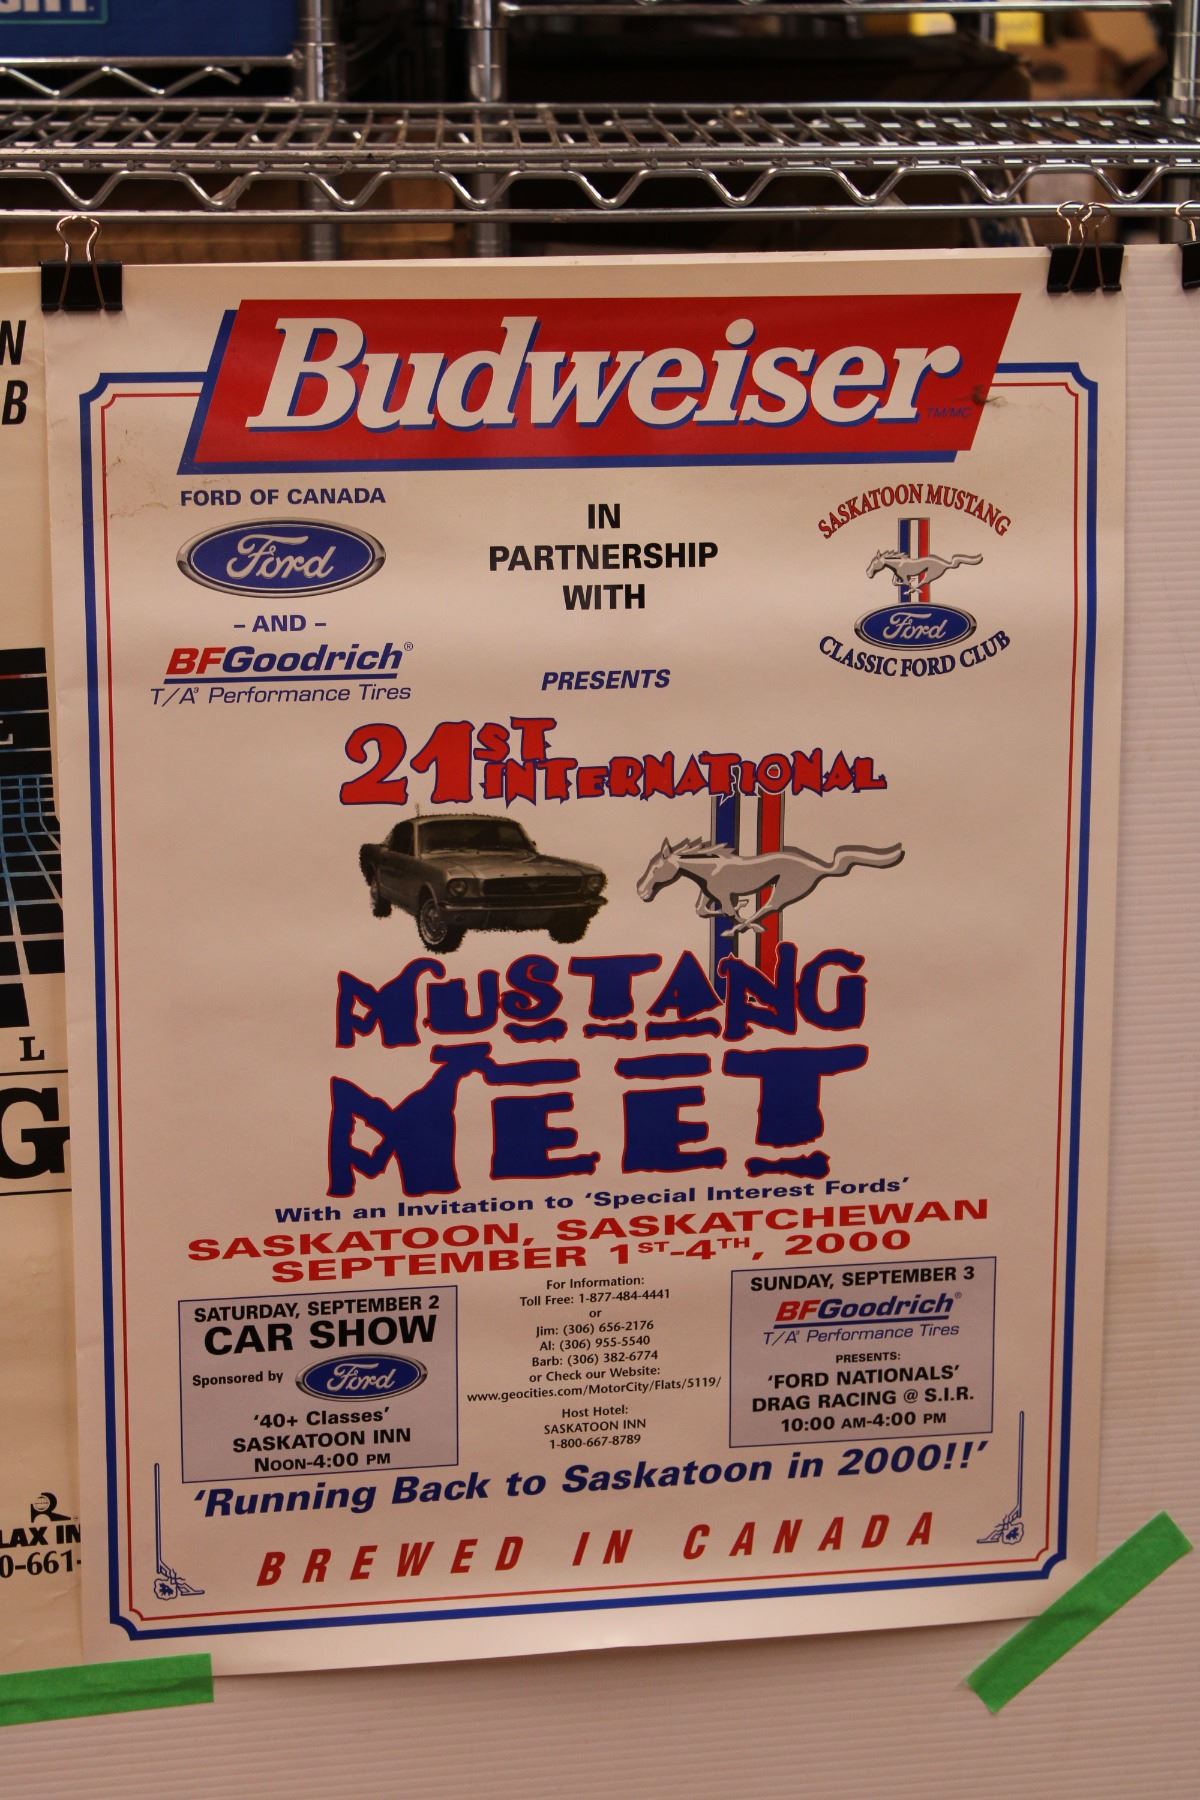 Budweiser
TM/MC
FORD OF CANADA
Ford
– AND –
BFGoodrich®
T/A® Performance Tires
IN
PARTNERSHIP
WITH
PRESENTS
SASKATOON MUSTANG
Ford
CLASSIC FORD CLUB
21ST
INTERNATIONAL
MUSTANG
MEET
With an Invitation to 'Special Interest Fords'
SASKATOON, SASKATCHEWAN
SEPTEMBER 1ST-4TH, 2000
SATURDAY, SEPTEMBER 2
CAR SHOW
Sponsored by Ford
'40+ Classes'
SASKATOON INN
NOON-4:00 PM
For Information:
Toll Free: 1-877-484-4441
or
Jim: (306) 656-2176
Al: (306) 955-5540
Barb: (306) 382-6774
or Check our Website:
www.geocities.com/MotorCity/Flats/5119/
Host Hotel:
SASKATOON INN
1-800-667-8789
SUNDAY, SEPTEMBER 3
BFGoodrich®
T/A® Performance Tires
PRESENTS:
'FORD NATIONALS'
DRAG RACING @ S.I.R.
10:00 AM-4:00 PM
'Running Back to Saskatoon in 2000!!'
BREWED IN CANADA
N
B
L
G
LAX IN
0-661-